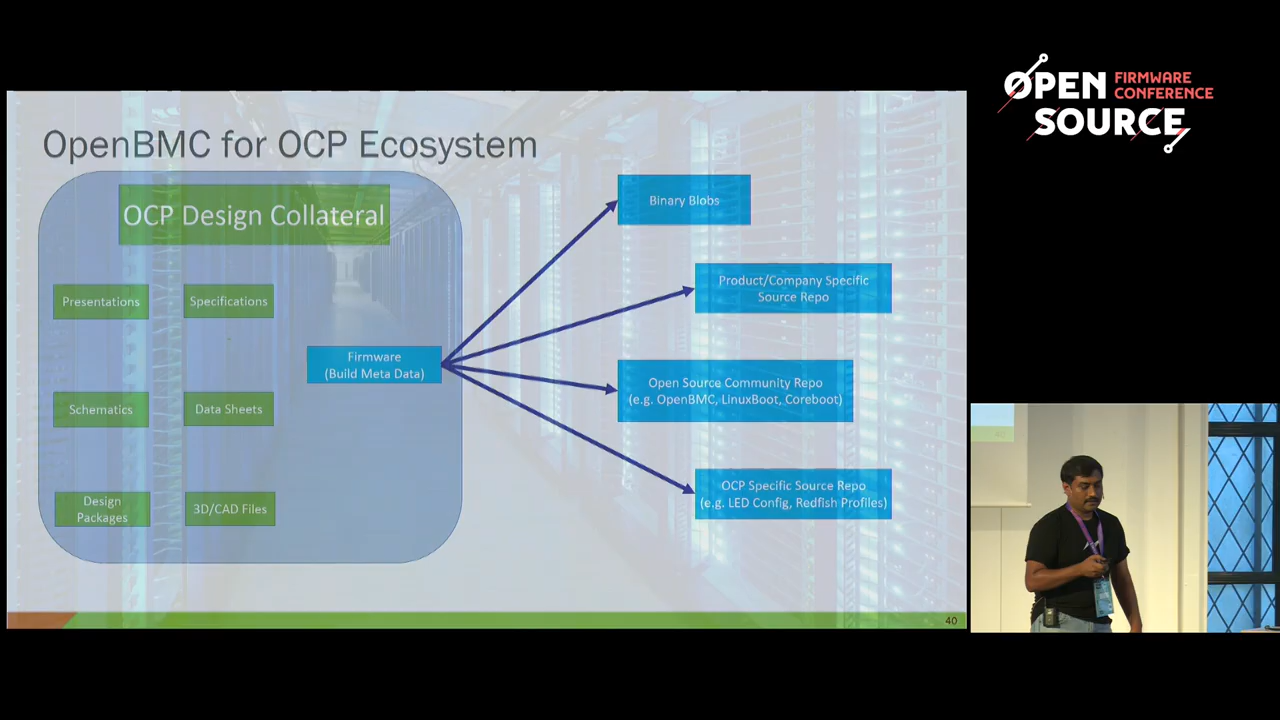 OPEN FIRMWARE
CONFERENCE
SOURCE
OpenBMC for OCP Ecosystem
OCP Design Collateral
Presentations
Specifications
Schematics
Data Sheets
Design
Packages
3D/CAD Files
Firmware
(Build Meta Data)
Binary Blobs
Product/Company Specific
Source Repo
Open Source Community Repo
(e.g. OpenBMC, LinuxBoot, Coreboot)
OCP Specific Source Repo
(e.g. LED Config, Redfish Profiles)
40